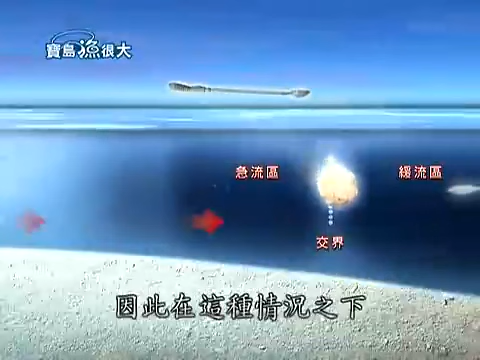 寶島漁很大
急流區
緩流區
交界
因此在這種情況之下